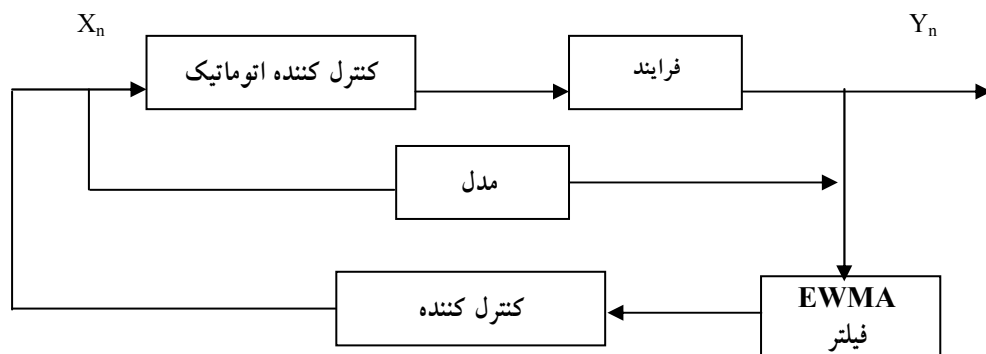 Xₙ
Yₙ
کنترل کننده اتوماتیک
فرایند
مدل
کنترل کننده
EWMA
فیلتر